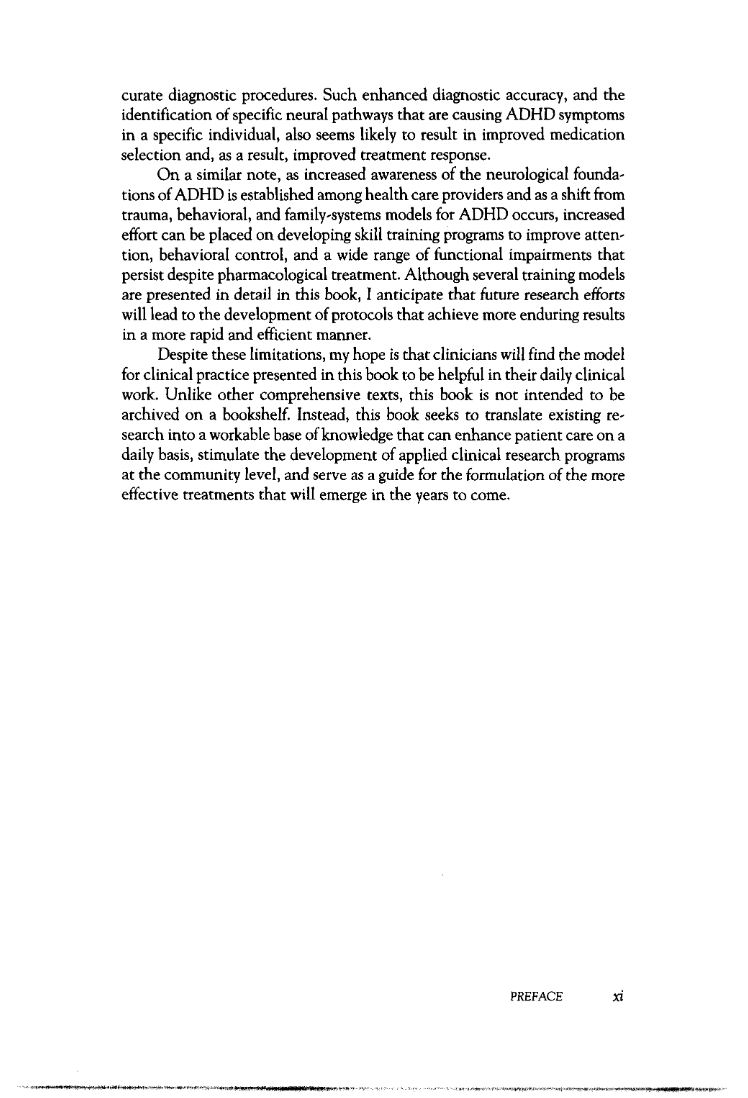 curate diagnostic procedures. Such enhanced diagnostic accuracy, and the
identification of specific neural pathways that are causing ADHD symptoms
in a specific individual, also seems likely to result in improved medication
selection and, as a result, improved treatment response.
On a similar note, as increased awareness of the neurological founda-
tions of ADHD is established among health care providers and as a shift from
trauma, behavioral, and family-systems models for ADHD occurs, increased
effort can be placed on developing skill training programs to improve atten-
tion, behavioral control, and a wide range of functional impairments that
persist despite pharmacological treatment. Although several training models
are presented in detail in this book, I anticipate that future research efforts
will lead to the development of protocols that achieve more enduring results
in a more rapid and efficient manner.
Despite these limitations, my hope is that clinicians will find the model
for clinical practice presented in this book to be helpful in their daily clinical
work. Unlike other comprehensive texts, this book is not intended to be
archived on a bookshelf. Instead, this book seeks to translate existing re-
search into a workable base of knowledge that can enhance patient care on a
daily basis, stimulate the development of applied clinical research programs
at the community level, and serve as a guide for the formulation of the more
effective treatments that will emerge in the years to come.
PREFACE xi